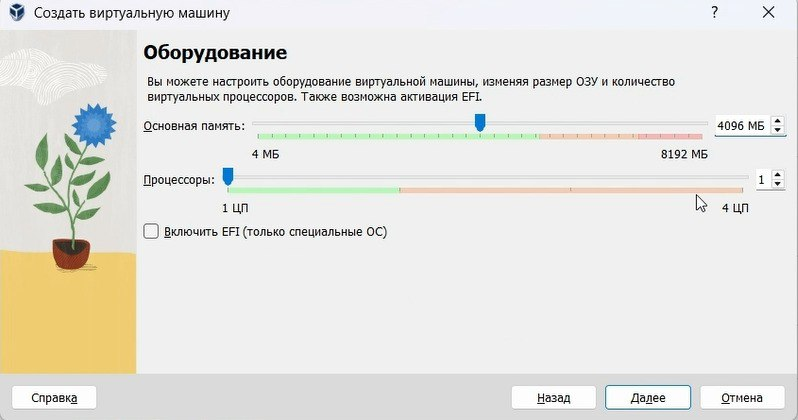 Создать виртуальную машину
?
Оборудование
Вы можете настроить оборудование виртуальной машины, изменяя размер ОЗУ и количество
виртуальных процессоров. Также возможна активация EFI.
Основная память:
4096 МБ
4 МБ
8192 МБ
Процессоры:
1
1 ЦП
4 ЦП
Включить EFI (только специальные ОС)
Справка
Назад
Далее
Отмена